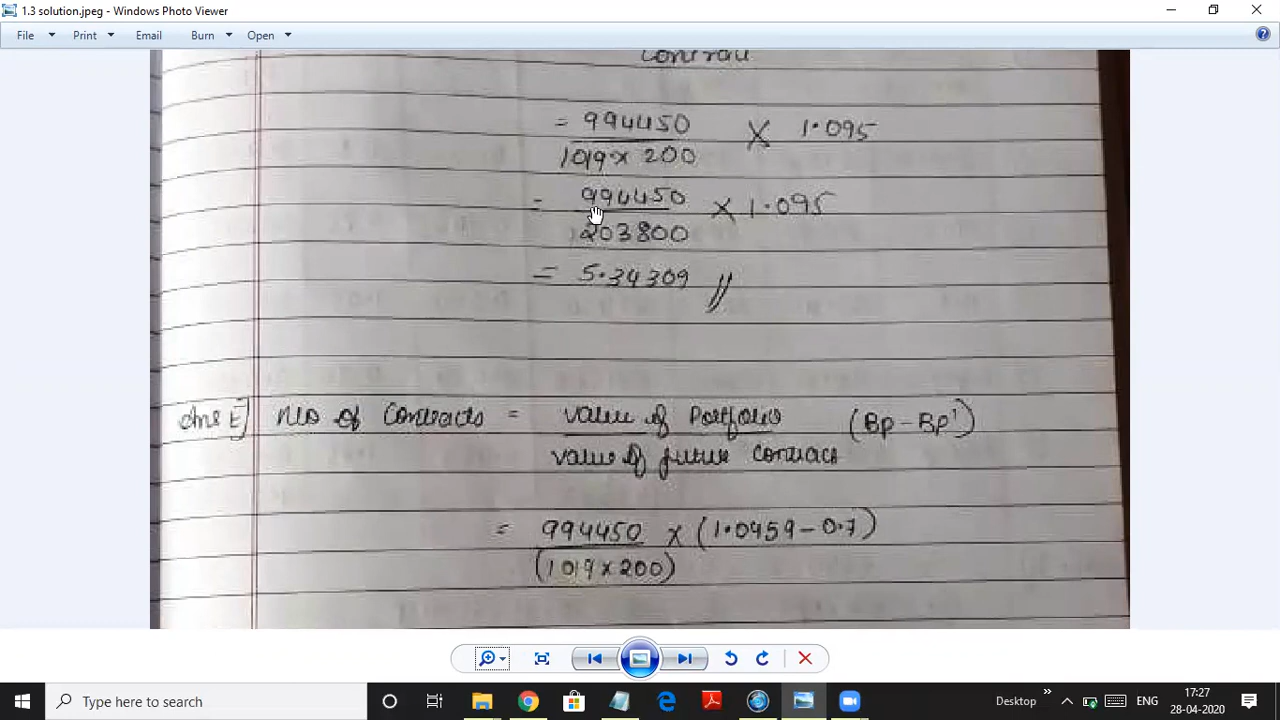 1.3 solution.jpeg - Windows Photo Viewer
File Print Email Burn Open
Contract
= 994450 X 1.095
1019 x 200
= 994450 X 1.095
203800
= 5.34309 //
Ans E] No of Contracts = Value of Portfolio (Bp - Bp')
Value of future Contract
= 994450 x (1.0959 - 0.7)
(1019 x 200)
Type here to search
Desktop
ENG
17:27
28-04-2020